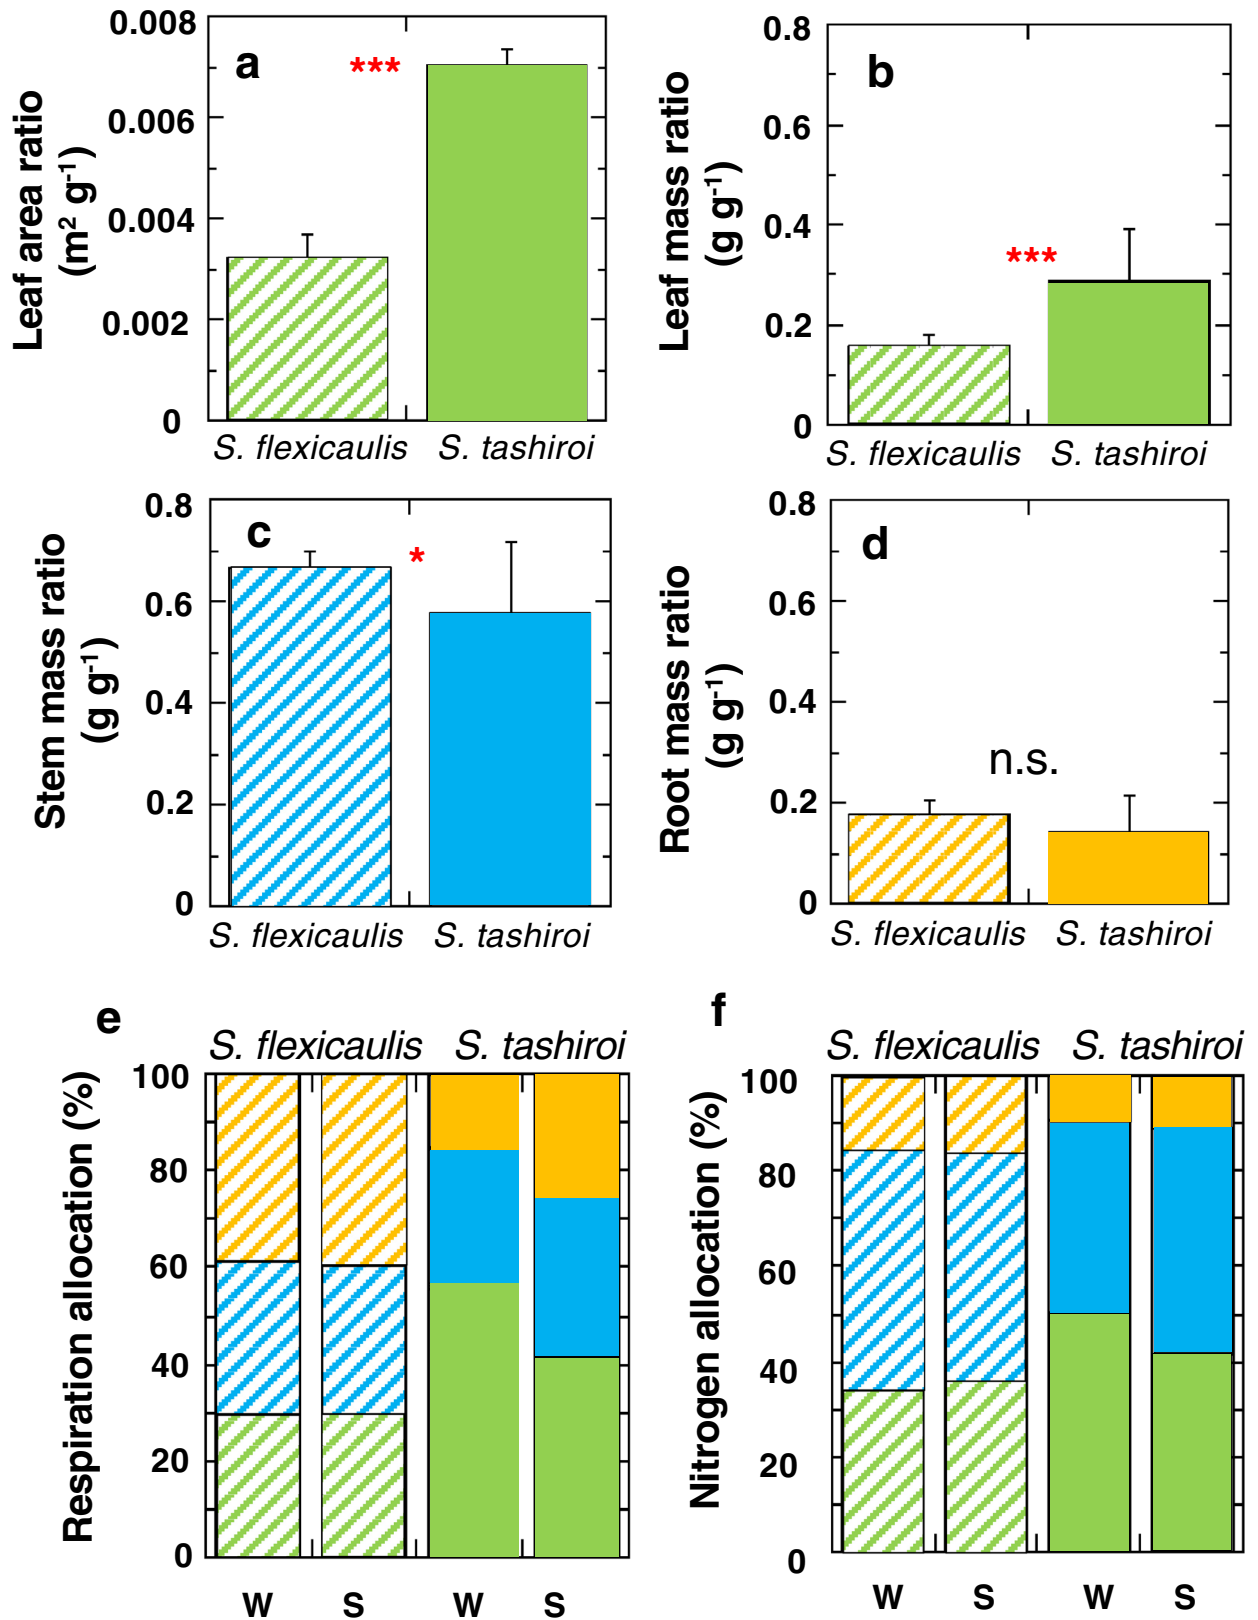 a
***
Leaf area ratio
(m² g⁻¹)
0.008
0.006
0.004
0.002
0
S. flexicaulis
S. tashiroi
b
***
Leaf mass ratio
(g g⁻¹)
0.8
0.6
0.4
0.2
0
S. flexicaulis
S. tashiroi
c
*
Stem mass ratio
(g g⁻¹)
0.8
0.6
0.4
0.2
0
S. flexicaulis
S. tashiroi
d
n.s.
Root mass ratio
(g g⁻¹)
0.8
0.6
0.4
0.2
0
S. flexicaulis
S. tashiroi
e
S. flexicaulis
S. tashiroi
Respiration allocation (%)
100
80
60
40
20
0
W
S
W
S
f
S. flexicaulis
S. tashiroi
Nitrogen allocation (%)
100
80
60
40
20
0
W
S
W
S